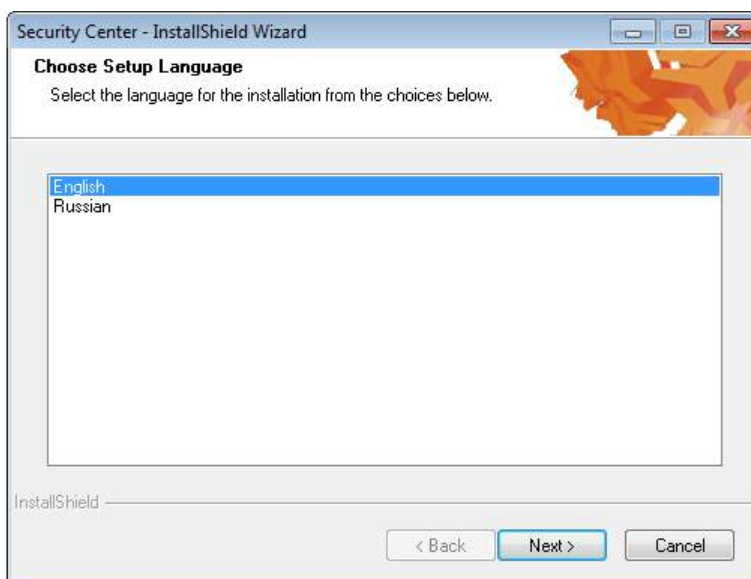 Security Center - InstallShield Wizard
Choose Setup Language
Select the language for the installation from the choices below.
English
Russian
InstallShield
< Back Next > Cancel